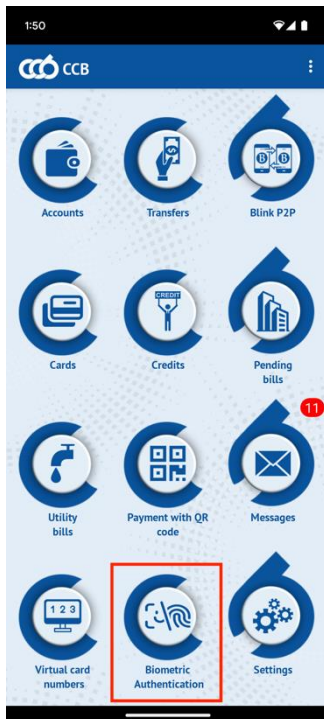 1:50
CCB
Accounts
Transfers
Blink P2P
CREDIT
Cards
Credits
Pending
bills
11
Utility
bills
Payment with QR
code
Messages
1 2 3
Virtual card
numbers
Biometric
Authentication
Settings